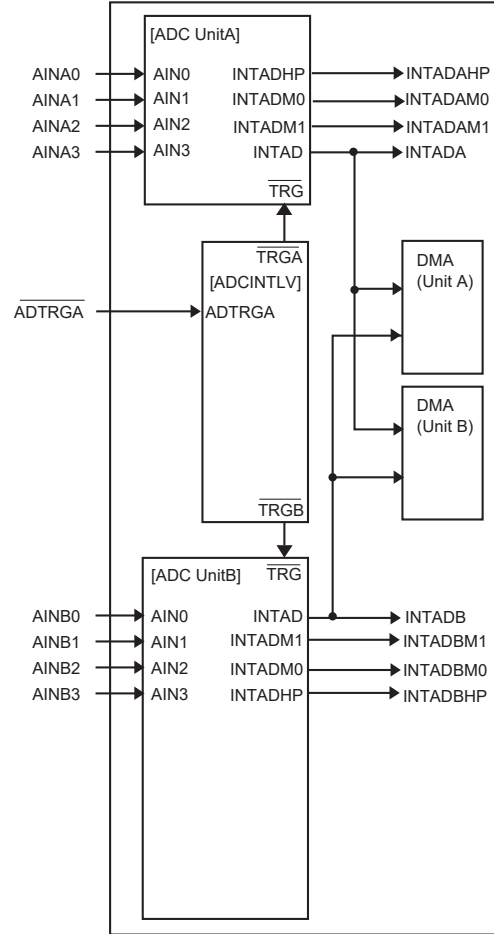 [ADC UnitA]
AINA0
AINA1
AINA2
AINA3
AIN0
AIN1
AIN2
AIN3
INTADHP
INTADM0
INTADM1
INTAD
TRG
INTADAHP
INTADAM0
INTADAM1
INTADA
TRGA
[ADCINTLV]
ADTRGA
ADTRGA
TRGB
DMA
(Unit A)
DMA
(Unit B)
[ADC UnitB]
TRG
AINB0
AINB1
AINB2
AINB3
AIN0
AIN1
AIN2
AIN3
INTAD
INTADM1
INTADM0
INTADHP
INTADB
INTADBM1
INTADBM0
INTADBHP